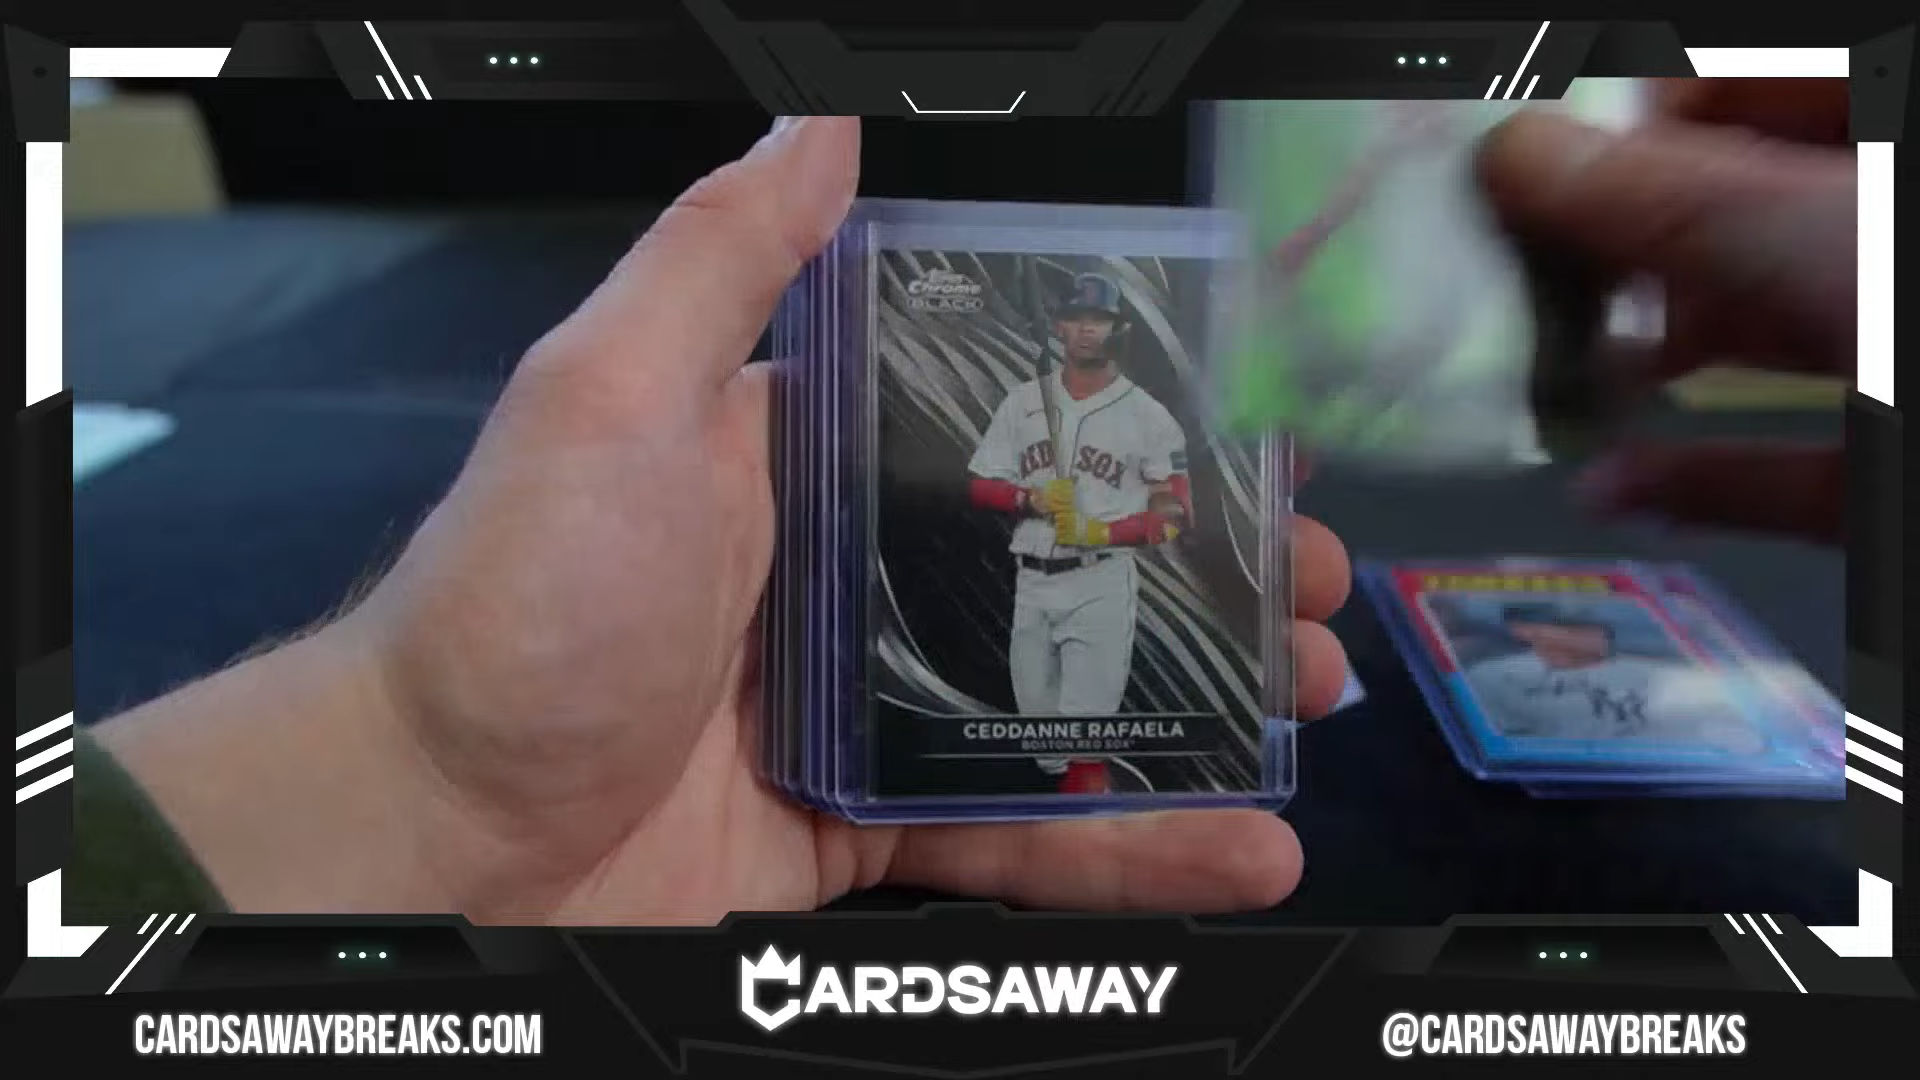 Topps
Chrome
BLACK
RED SOX
CEDDANNE RAFAELA
BOSTON RED SOX
CARDSAWAY
CARDSAWAYBREAKS.COM
@CARDSAWAYBREAKS